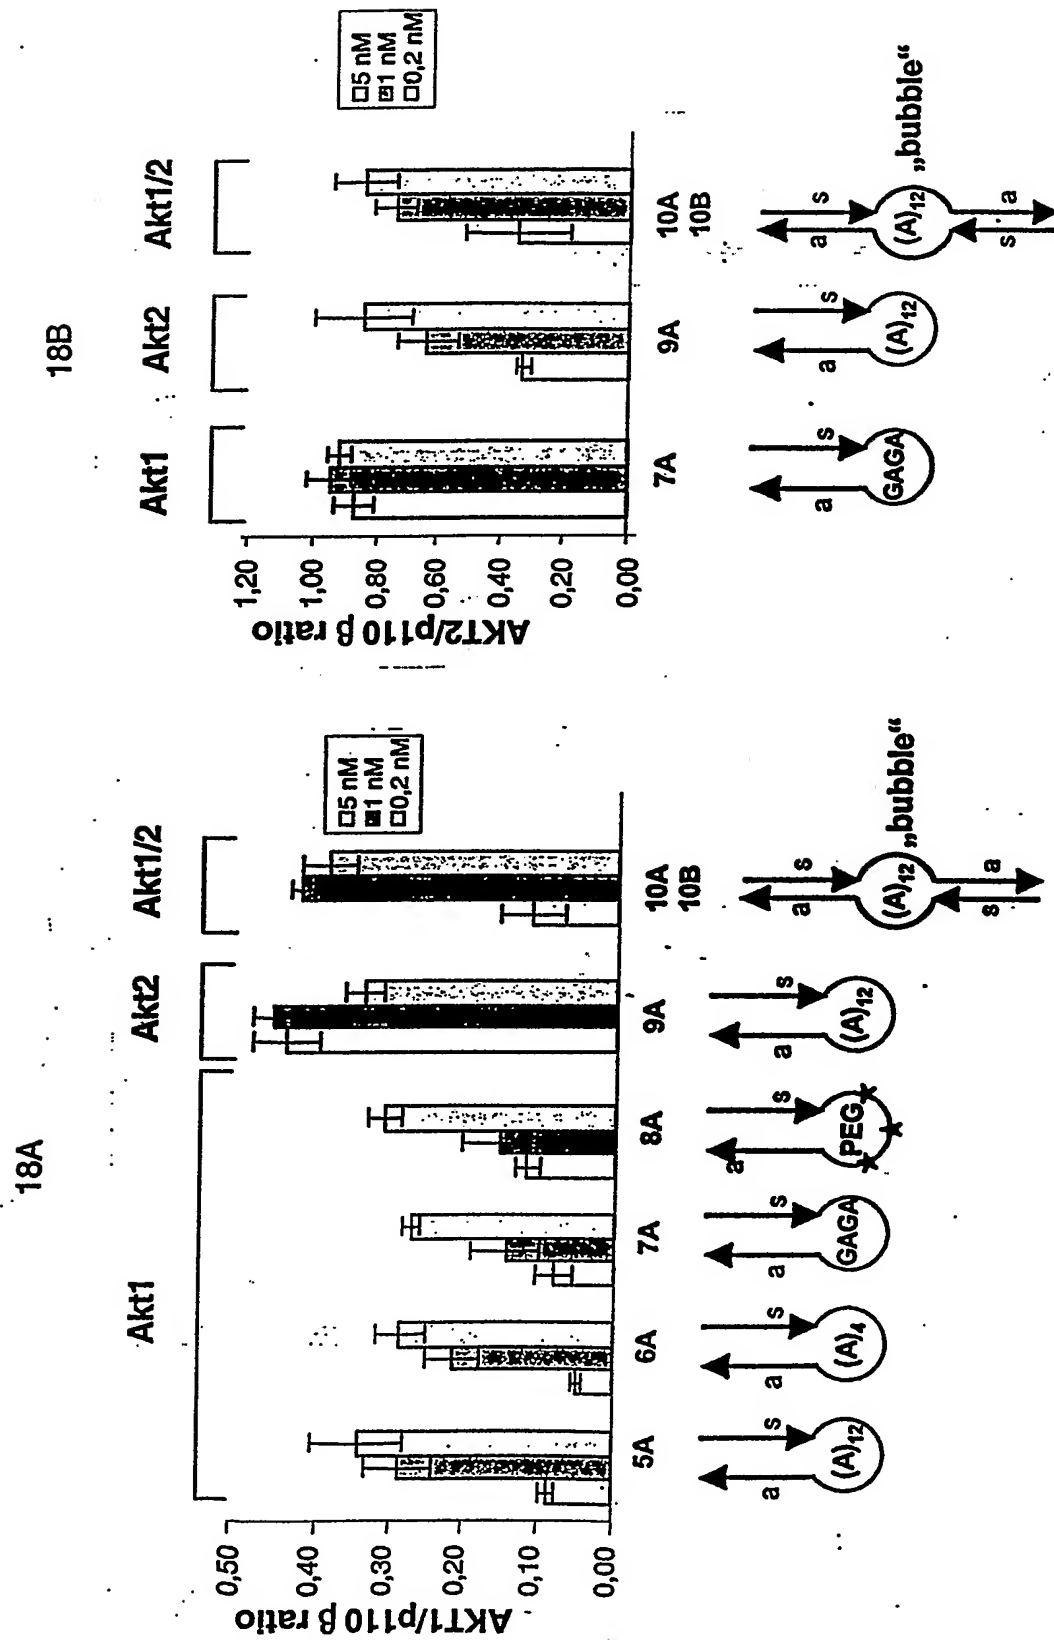 18A
Akt1
Akt2
Akt1/2
AKT1/p110 β ratio
0,50
0,40
0,30
0,20
0,10
0,00
5 nM
1 nM
0,2 nM
5A
6A
7A
8A
9A
10A
10B
a
s
(A)12
a
s
(A)4
a
s
GAGA
a
s
PEG
a
s
(A)12
a
s
(A)12
s
a
„bubble“
18B
Akt1
Akt2
Akt1/2
AKT2/p110 β ratio
1,20
1,00
0,80
0,60
0,40
0,20
0,00
5 nM
1 nM
0,2 nM
7A
9A
10A
10B
a
s
GAGA
a
s
(A)12
a
s
(A)12
s
a
„bubble“